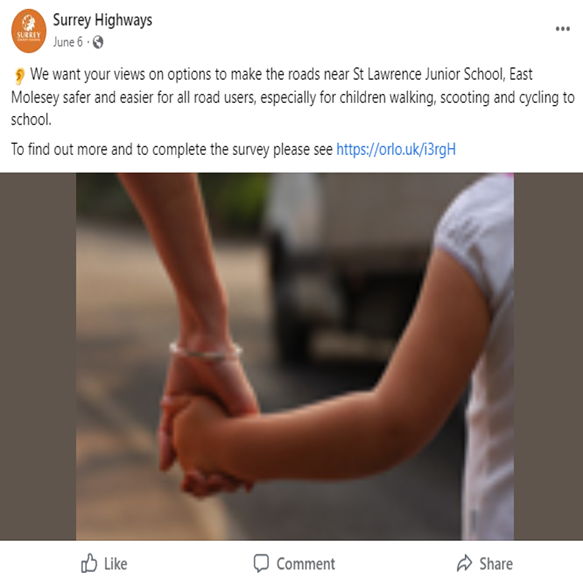 Surrey Highways
June 6 ·
SURREY
👂 We want your views on options to make the roads near St Lawrence Junior School, East
Molesey safer and easier for all road users, especially for children walking, scooting and cycling to
school.
To find out more and to complete the survey please see https://orlo.uk/i3rgH
Like
Comment
Share